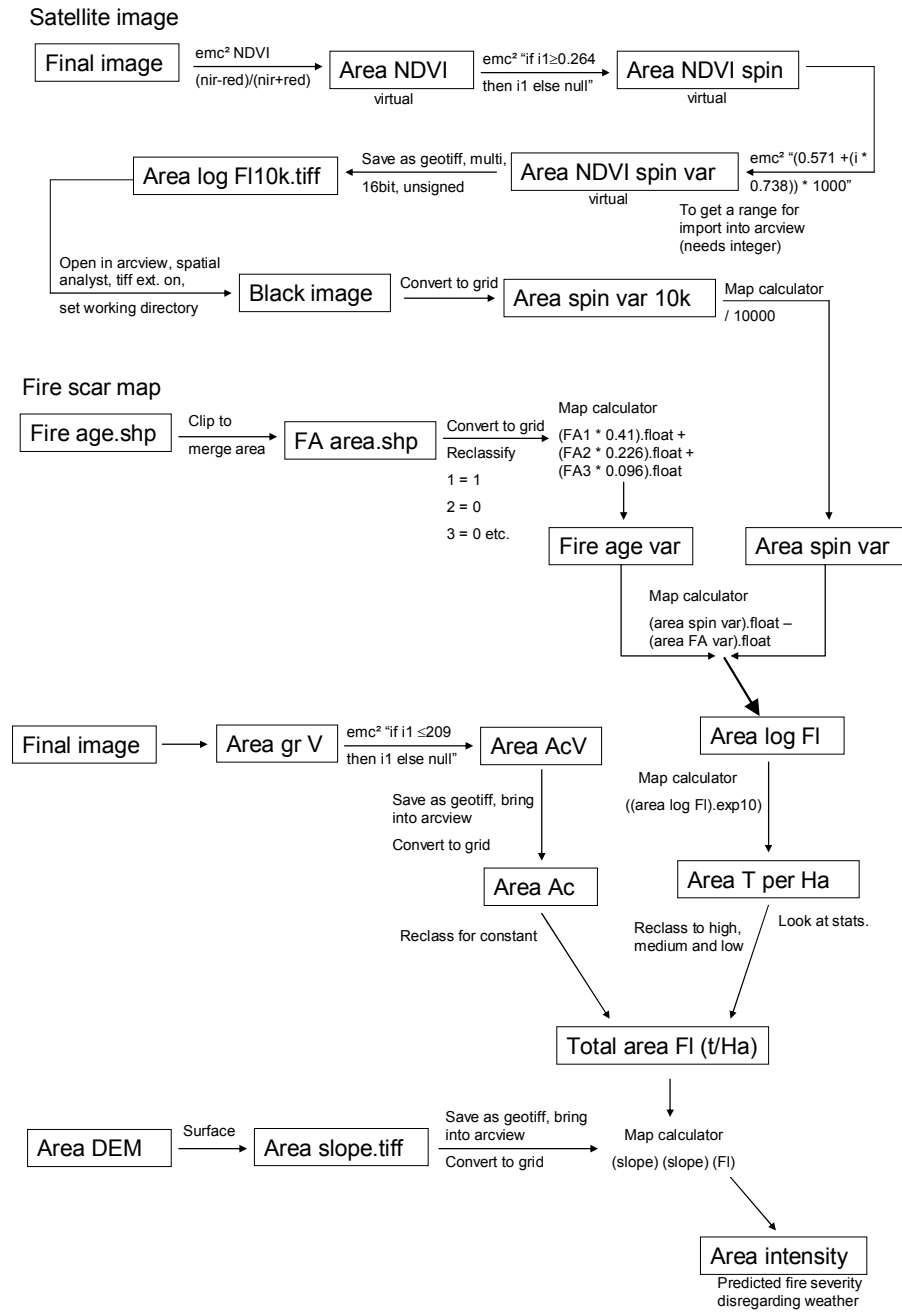 Satellite image
Final image
emc² NDVI
(nir-red)/(nir+red)
Area NDVI
virtual
emc² “if i1≥0.264
then i1 else null”
Area NDVI spin
virtual
emc² “(0.571 +(i *
0.738)) * 1000”
To get a range for
import into arcview
(needs integer)
Area NDVI spin var
virtual
Save as geotiff, multi,
16bit, unsigned
Area log Fl10k.tiff
Open in arcview, spatial
analyst, tiff ext. on,
set working directory
Black image
Convert to grid
Area spin var 10k
Map calculator
/ 10000
Fire scar map
Fire age.shp
Clip to
merge area
FA area.shp
Convert to grid
Reclassify
1 = 1
2 = 0
3 = 0 etc.
Map calculator
(FA1 * 0.41).float +
(FA2 * 0.226).float +
(FA3 * 0.096).float
Fire age var
Area spin var
Map calculator
(area spin var).float –
(area FA var).float
Final image
Area gr V
emc² “if i1 ≤209
then i1 else null”
Area AcV
Area log Fl
Save as geotiff, bring
into arcview
Convert to grid
Map calculator
((area log Fl).exp10)
Area Ac
Area T per Ha
Reclass for constant
Reclass to high,
medium and low
Look at stats.
Total area Fl (t/Ha)
Area DEM
Surface
Area slope.tiff
Save as geotiff, bring
into arcview
Convert to grid
Map calculator
(slope) (slope) (Fl)
Area intensity
Predicted fire severity
disregarding weather